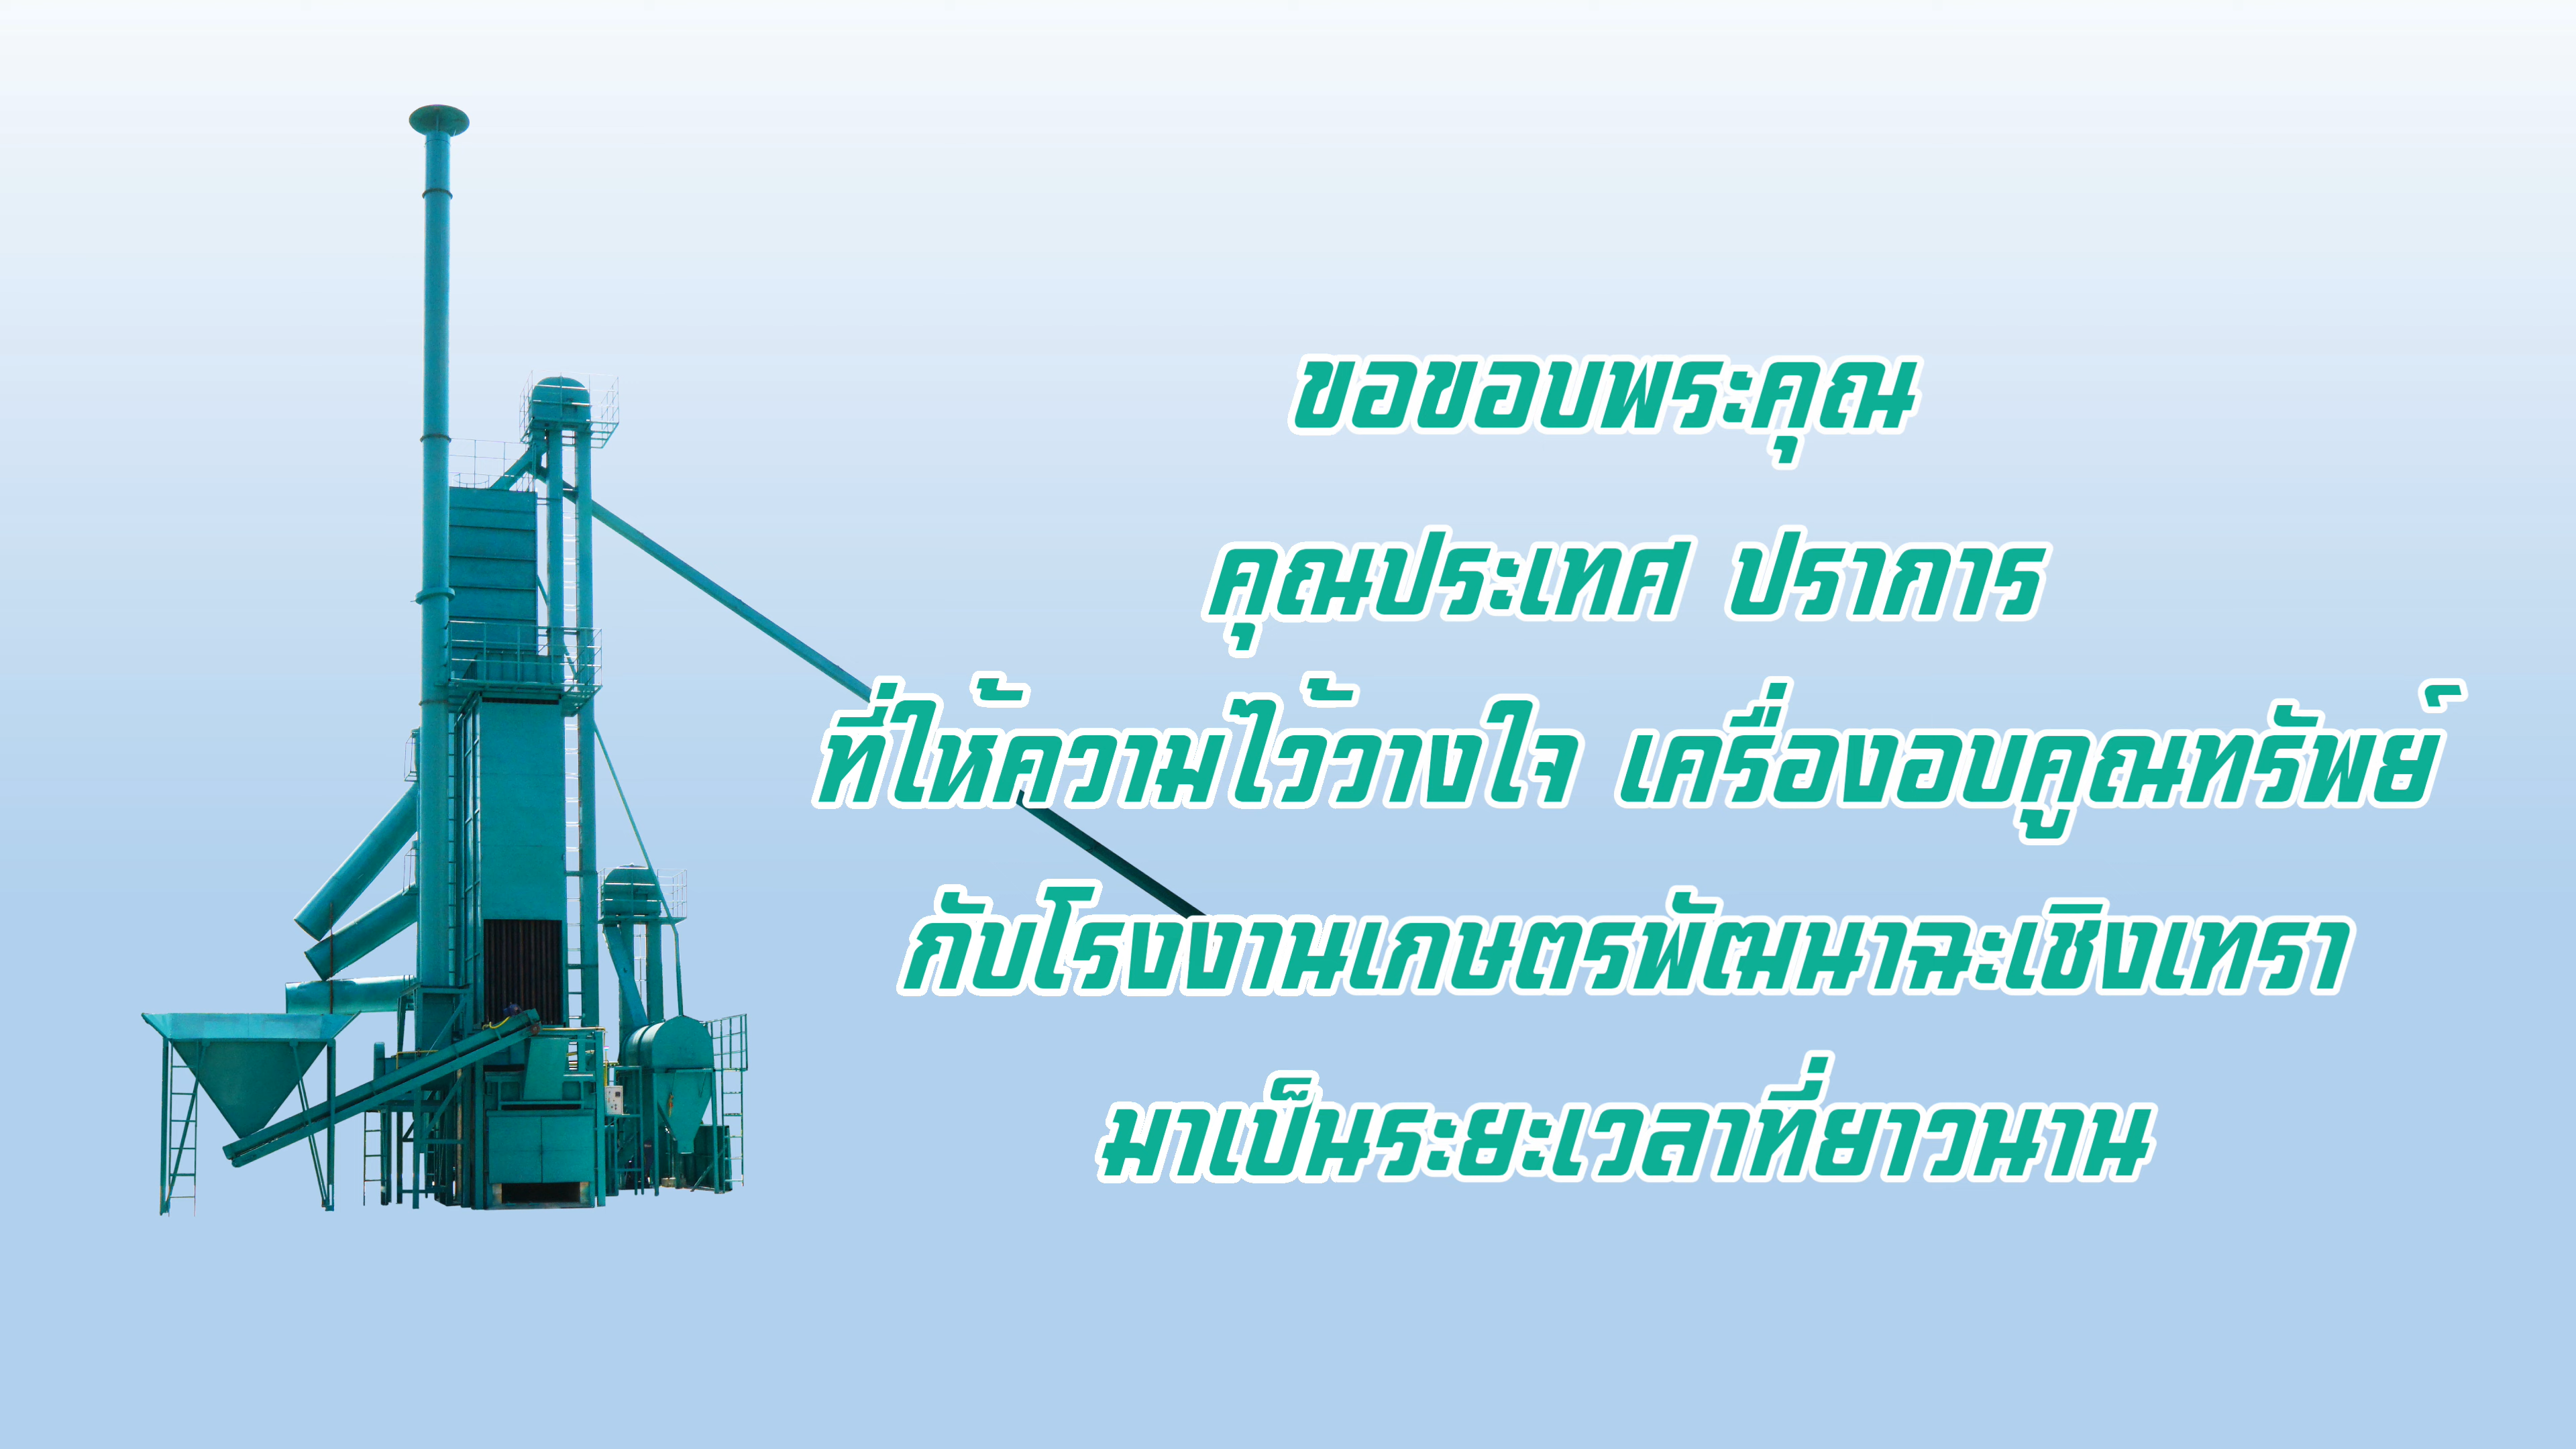 ขอขอบพระคุณ
คุณประเทศ ปราการ
ที่ให้ความไว้วางใจ เครื่องอบคูณทรัพย์
กับโรงงานเกษตรพัฒนาฉะเชิงเทรา
มาเป็นระยะเวลาที่ยาวนาน